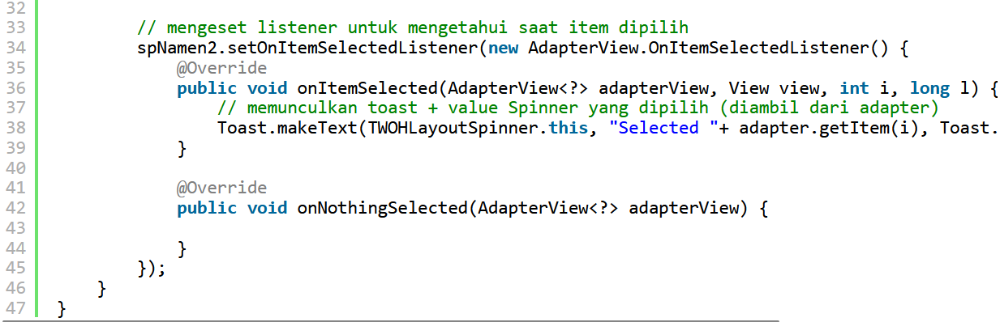 32
33 // mengeset listener untuk mengetahui saat item dipilih
34 spNamen2.setOnItemSelectedListener(new AdapterView.OnItemSelectedListener() {
35 @Override
36 public void onItemSelected(AdapterView<?> adapterView, View view, int i, long l) {
37 // memunculkan toast + value Spinner yang dipilih (diambil dari adapter)
38 Toast.makeText(TWOHLayoutSpinner.this, "Selected "+ adapter.getItem(i), Toast.
39 }
40
41 @Override
42 public void onNothingSelected(AdapterView<?> adapterView) {
43
44 }
45 });
46 }
47 }